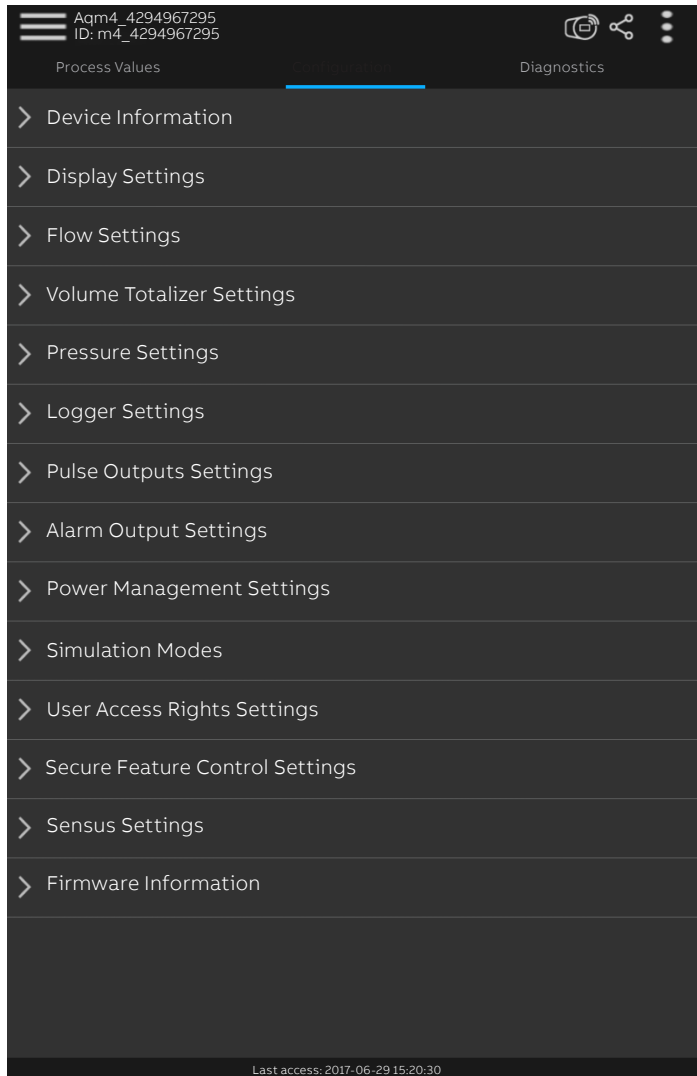 Aqm4_4294967295
ID: m4_4294967295
Process Values Configuration Diagnostics
Device Information
Display Settings
Flow Settings
Volume Totalizer Settings
Pressure Settings
Logger Settings
Pulse Outputs Settings
Alarm Output Settings
Power Management Settings
Simulation Modes
User Access Rights Settings
Secure Feature Control Settings
Sensus Settings
Firmware Information
Last access: 2017-06-29 15:20:30